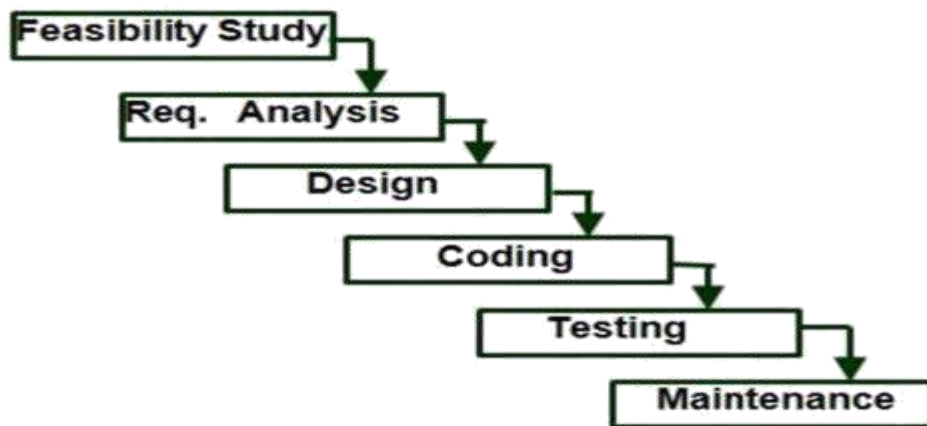 Feasibility Study
Req. Analysis
Design
Coding
Testing
Maintenance